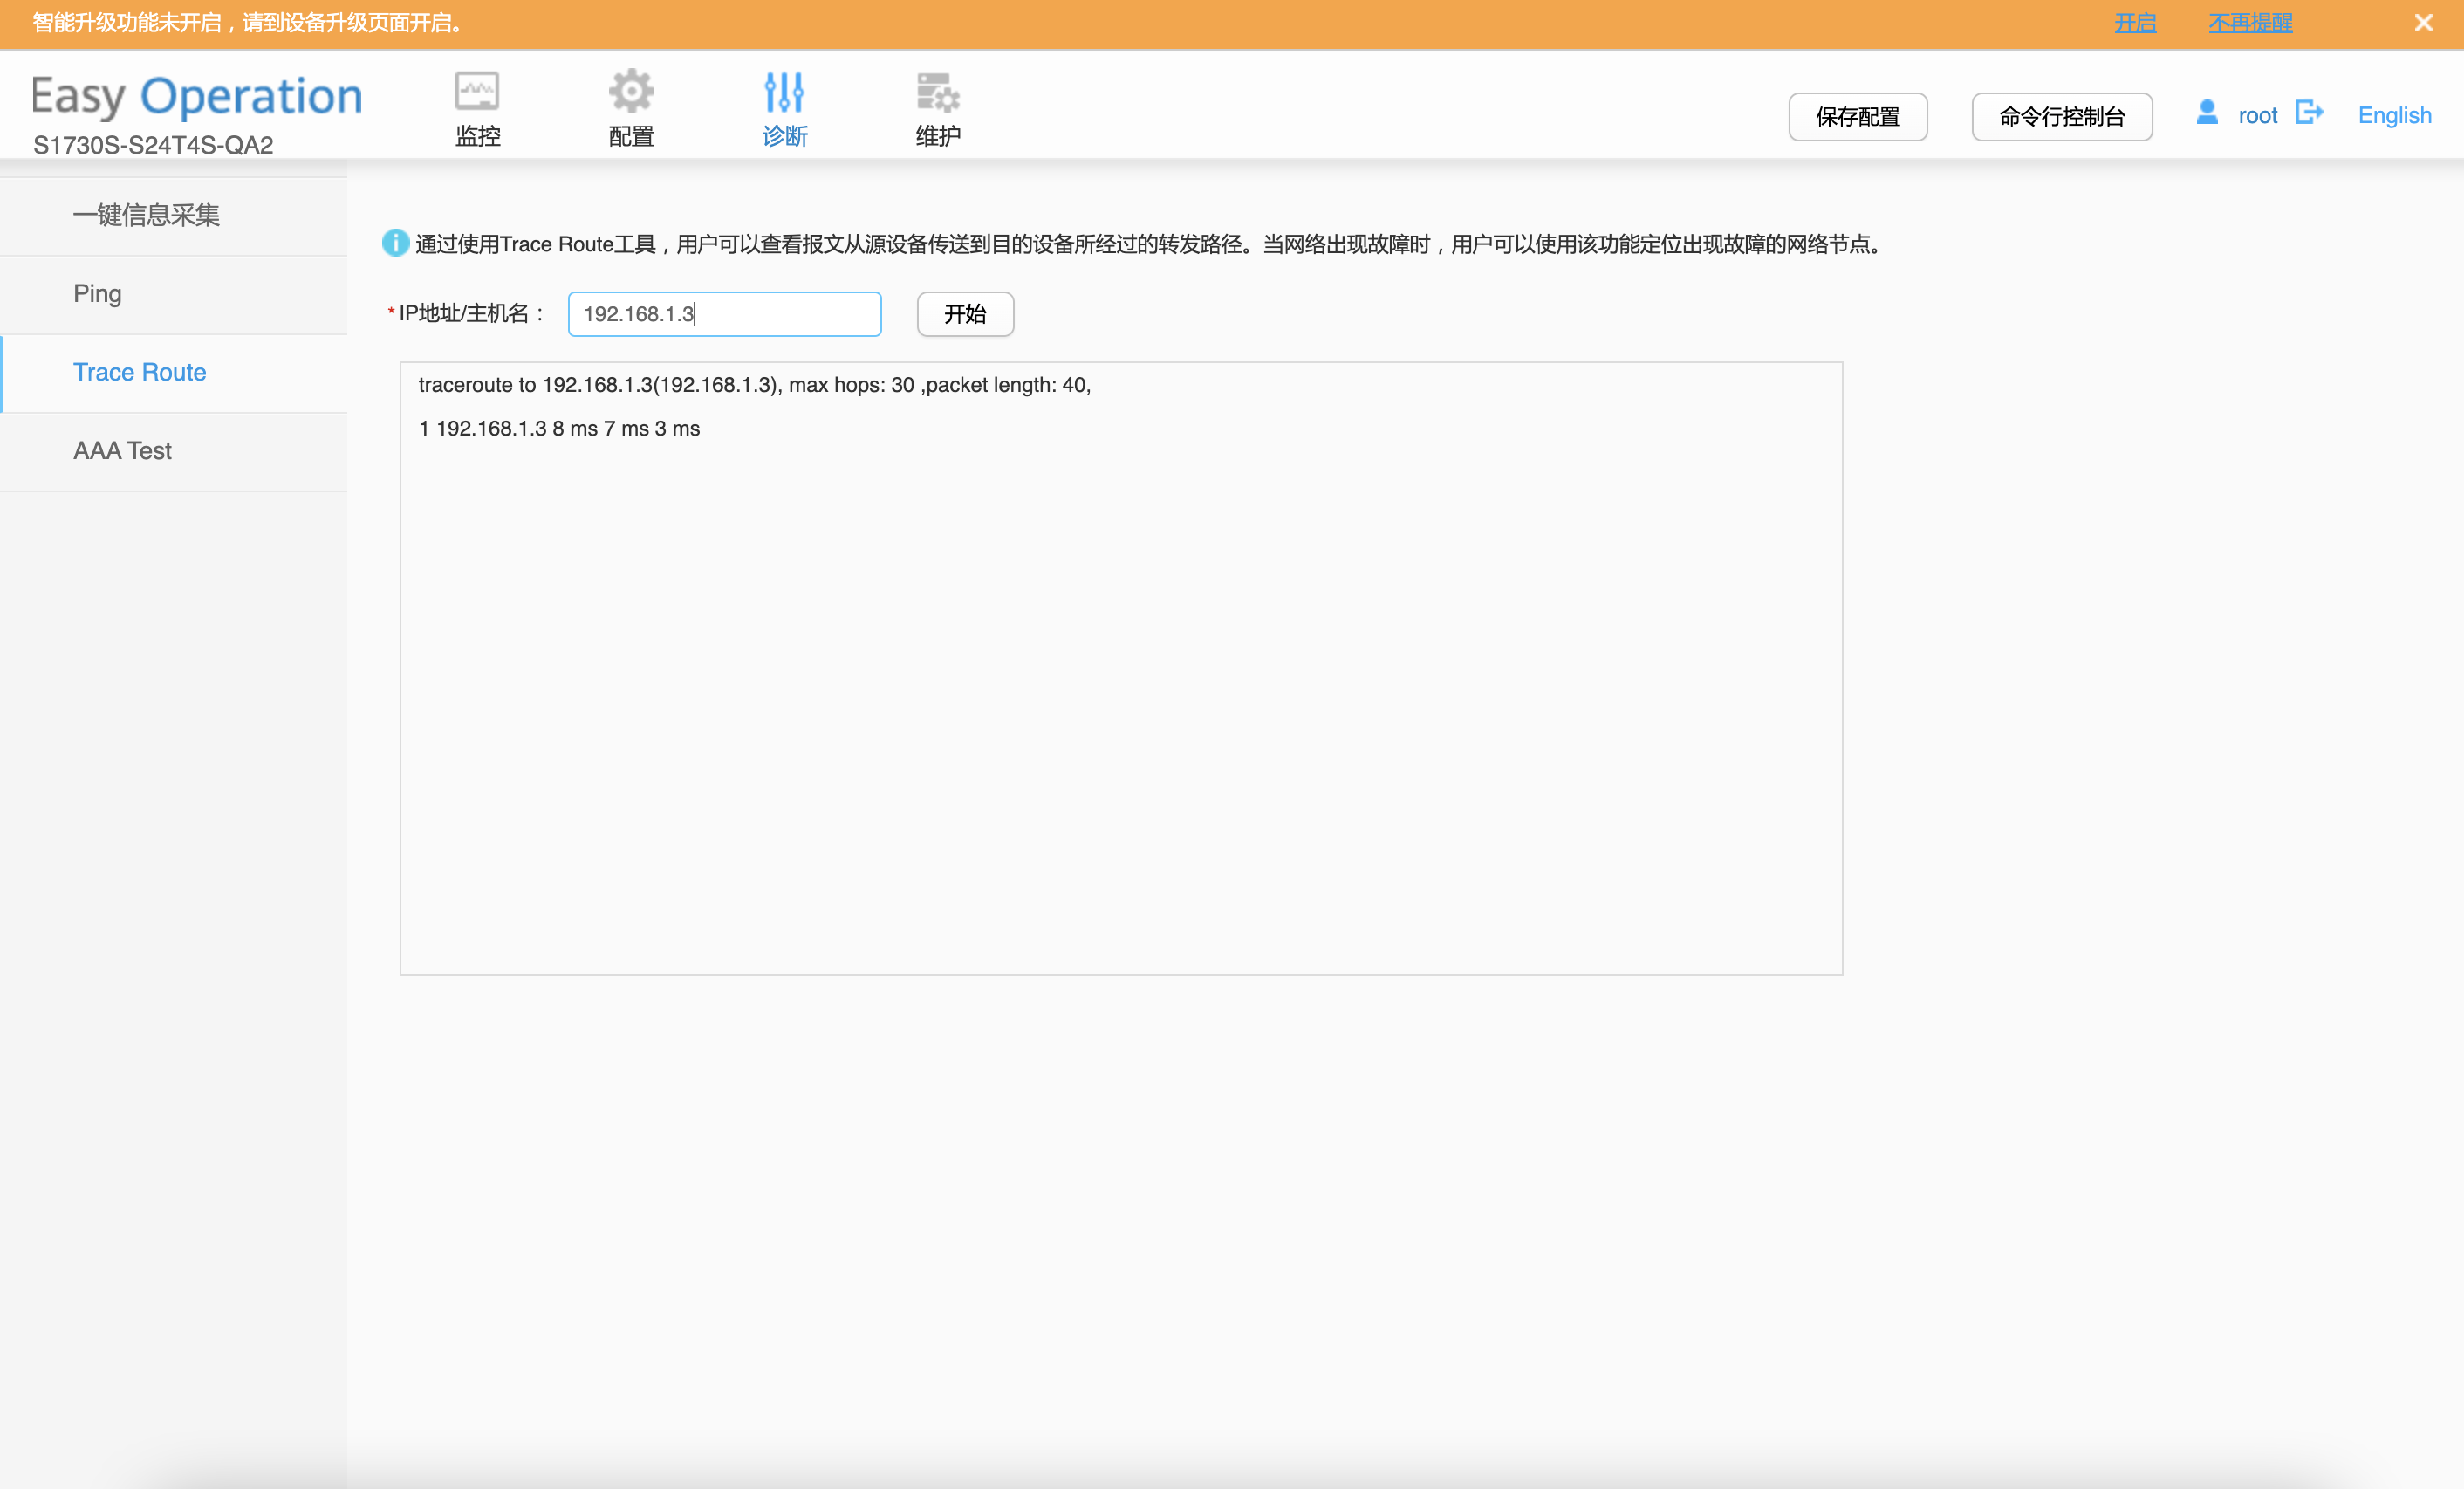 智能升级功能未开启，请到设备升级页面开启。 开启 不再提醒
Easy Operation
S1730S-S24T4S-QA2
监控 配置 诊断 维护
保存配置 命令行控制台 root English
一键信息采集
Ping
Trace Route
AAA Test
通过使用Trace Route工具，用户可以查看报文从源设备传送到目的设备所经过的转发路径。当网络出现故障时，用户可以使用该功能定位出现故障的网络节点。
*IP地址/主机名： 192.168.1.3 开始
traceroute to 192.168.1.3(192.168.1.3), max hops: 30 ,packet length: 40,
1 192.168.1.3 8 ms 7 ms 3 ms